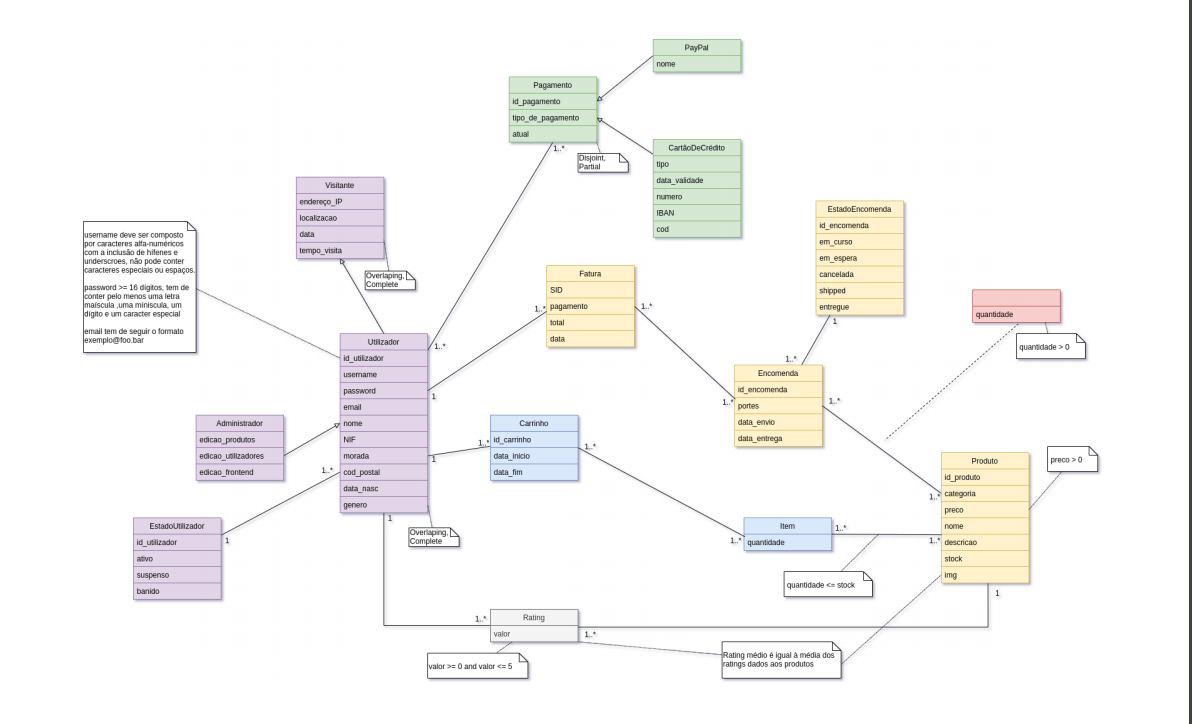 PayPal
nome
Pagamento
id_pagamento
tipo_de_pagamento
atual
1..*
Disjoint,
Partial
CartãoDeCrédito
tipo
data_validade
numero
IBAN
cod
Visitante
endereço_IP
localizacao
data
tempo_visita
Overlaping,
Complete
username deve ser composto
por caracteres alfa-numéricos
com a inclusão de hífenes e
underscroes, não pode conter
caracteres especiais ou espaços.
password >= 16 dígitos, tem de
conter pelo menos uma letra
maíscula ,uma míniscula, um
dígito e um caracter especial
email tem de seguir o formato
exemplo@foo.bar
EstadoEncomenda
id_encomenda
em_curso
em_espera
cancelada
shipped
entregue
1
1..*
Fatura
SID
pagamento
total
data
1..*
1..*
quantidade
quantidade > 0
Utilizador
id_utilizador
username
password
email
nome
NIF
morada
cod_postal
data_nasc
genero
1..*
1
1
1..*
1
Overlaping,
Complete
Encomenda
id_encomenda
portes
data_envio
data_entrega
1..*
1..*
Administrador
edicao_produtos
edicao_utilizadores
edicao_frontend
Carrinho
id_carrinho
data_inicio
data_fim
1..*
1..*
Produto
id_produto
categoria
preco
nome
descricao
stock
img
1..*
1..*
1
preco > 0
EstadoUtilizador
id_utilizador
ativo
suspenso
banido
1
Item
quantidade
1..*
1..*
quantidade <= stock
Rating
valor
1..*
1..*
valor >= 0 and valor <= 5
Rating médio é igual à média dos
ratings dados aos produtos